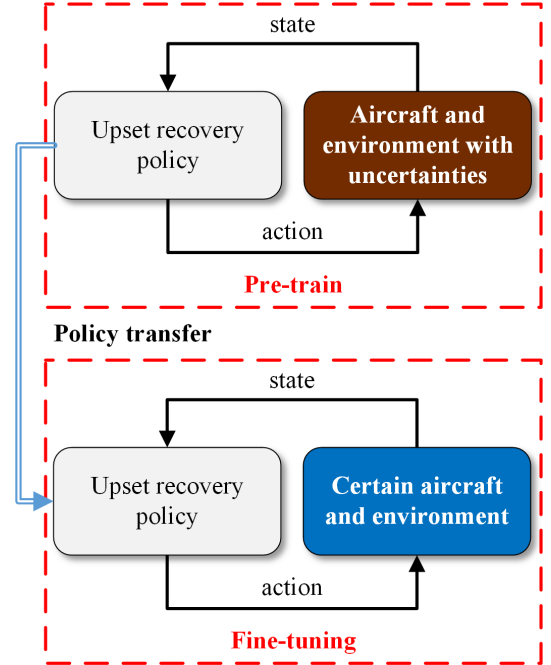 state
Upset recovery
policy
Aircraft and
environment with
uncertainties
action
Pre-train
Policy transfer
state
Upset recovery
policy
Certain aircraft
and environment
action
Fine-tuning